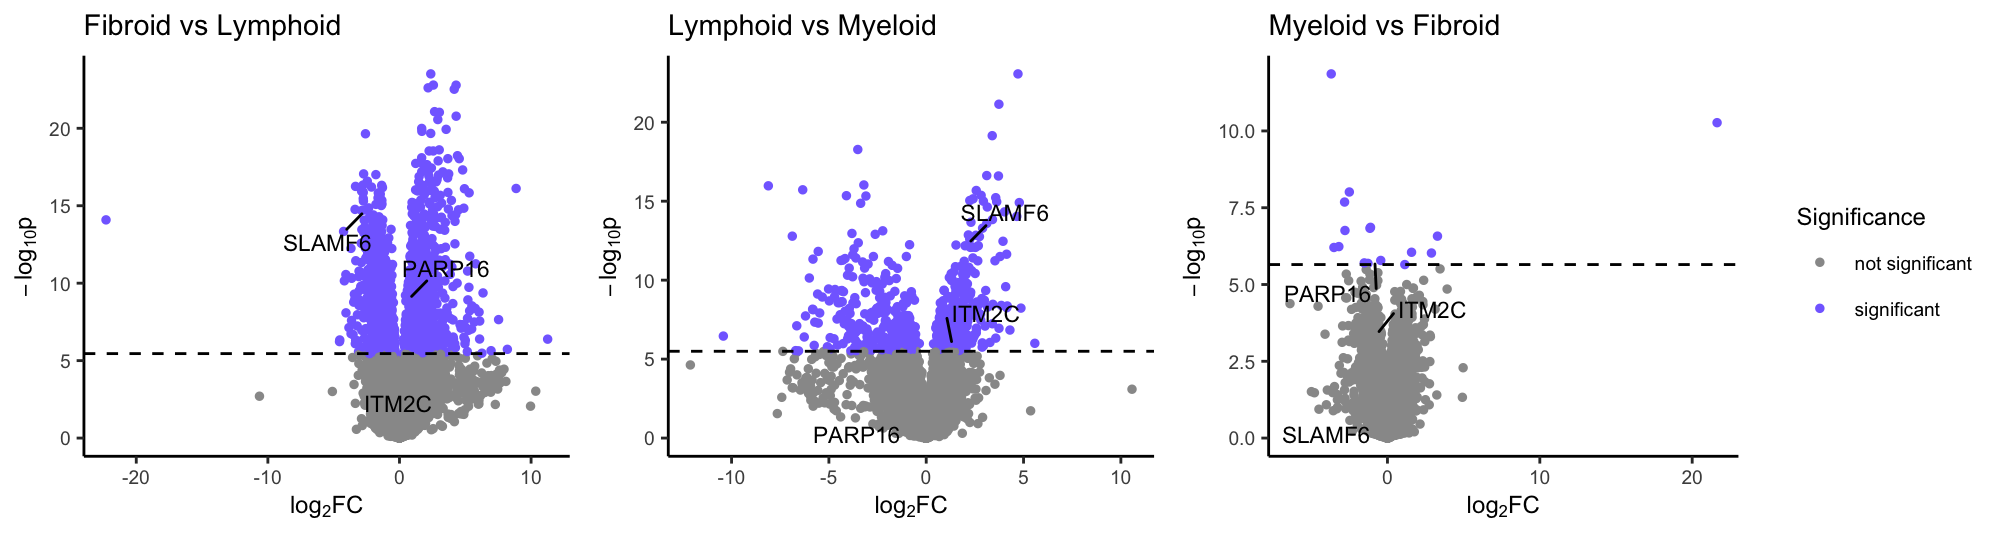 Fibroid vs Lymphoid
20
15
10
5
0
-20
-10
0
10
−log10p
log2FC
SLAMF6
PARP16
ITM2C
Lymphoid vs Myeloid
20
15
10
5
0
-10
-5
0
5
10
−log10p
log2FC
SLAMF6
ITM2C
PARP16
Myeloid vs Fibroid
10.0
7.5
5.0
2.5
0.0
0
10
20
−log10p
log2FC
PARP16
ITM2C
SLAMF6
Significance
not significant
significant